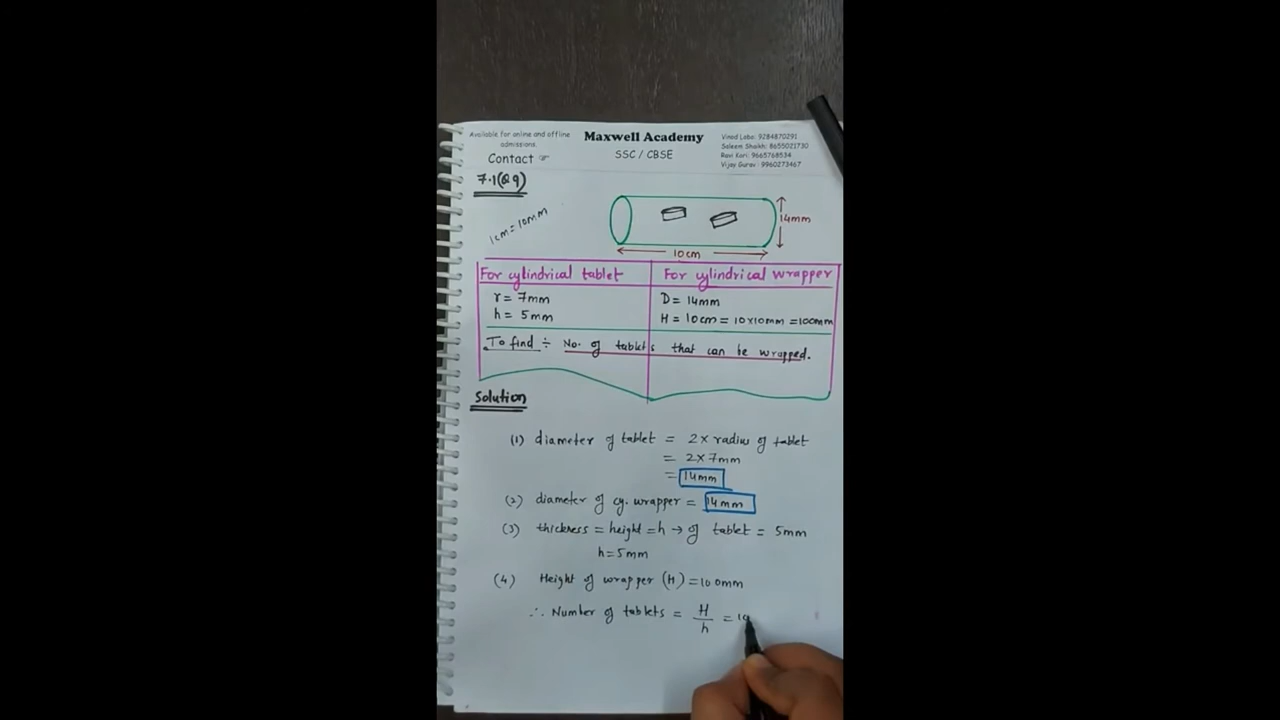 Available for online and offline
admissions.
Contact ☞
Maxwell Academy
SSC / CBSE
Vinod Labe: 9284870291
Saleem Shaikh: 8655021730
Ravi Kari: 9665768534
Vijay Gurav: 9960273467
7.1(Q9)
1cm = 10mm
14mm
10cm
For cylindrical tablet
For cylindrical wrapper
r = 7mm
D = 14mm
h = 5mm
H = 10cm = 10x10mm = 100mm
To find ÷ No. of tablets that can be wrapped.
Solution
(1) diameter of tablet = 2 x radius of tablet
= 2 x 7mm
= 14mm
(2) diameter of cy. wrapper = 14mm
(3) thickness = height = h → of tablet = 5mm
h = 5mm
(4) Height of wrapper (H) = 100mm
∴ Number of tablets = H/h = 10